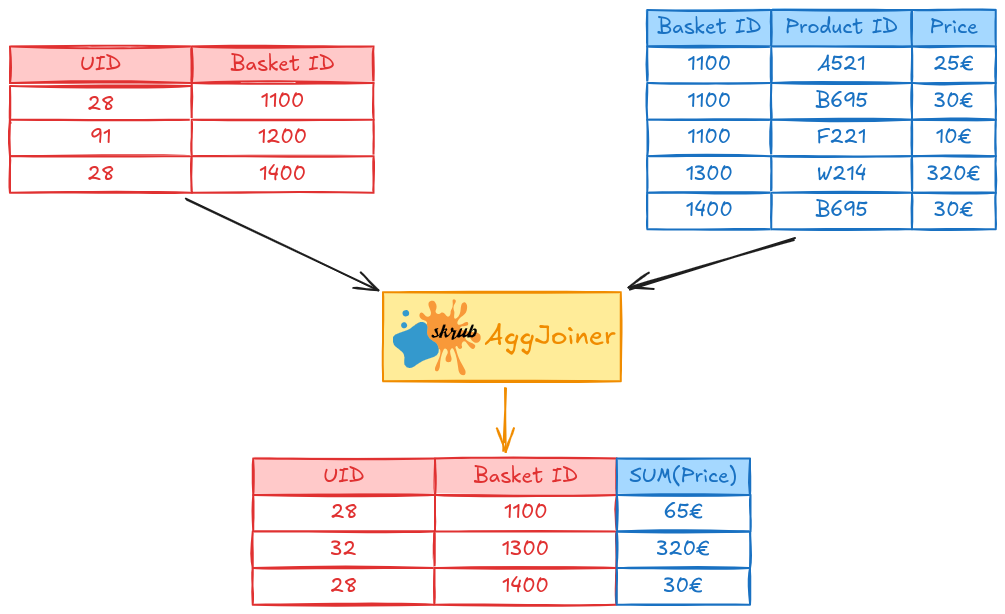 UID Basket ID
28 1100
91 1200
28 1400
Basket ID Product ID Price
1100 A521 25€
1100 B695 30€
1100 F221 10€
1300 W214 320€
1400 B695 30€
skrub AggJoiner
UID Basket ID SUM(Price)
28 1100 65€
32 1300 320€
28 1400 30€